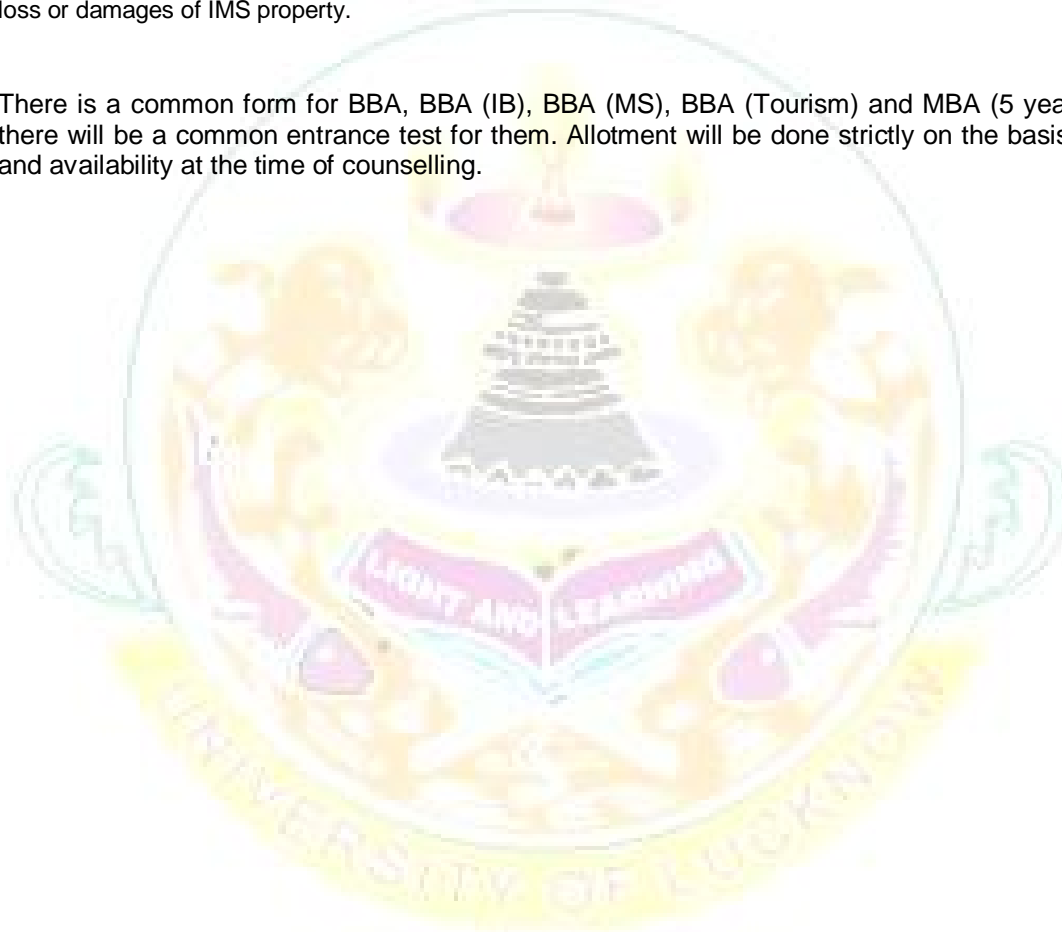 loss or damages of IMS property.
There is a common form for BBA, BBA (IB), BBA (MS), BBA (Tourism) and MBA (5 yea
there will be a common entrance test for them. Allotment will be done strictly on the basis
and availability at the time of counselling.
LIGHT AND LEARNING
UNIVERSITY OF LUCKNOW